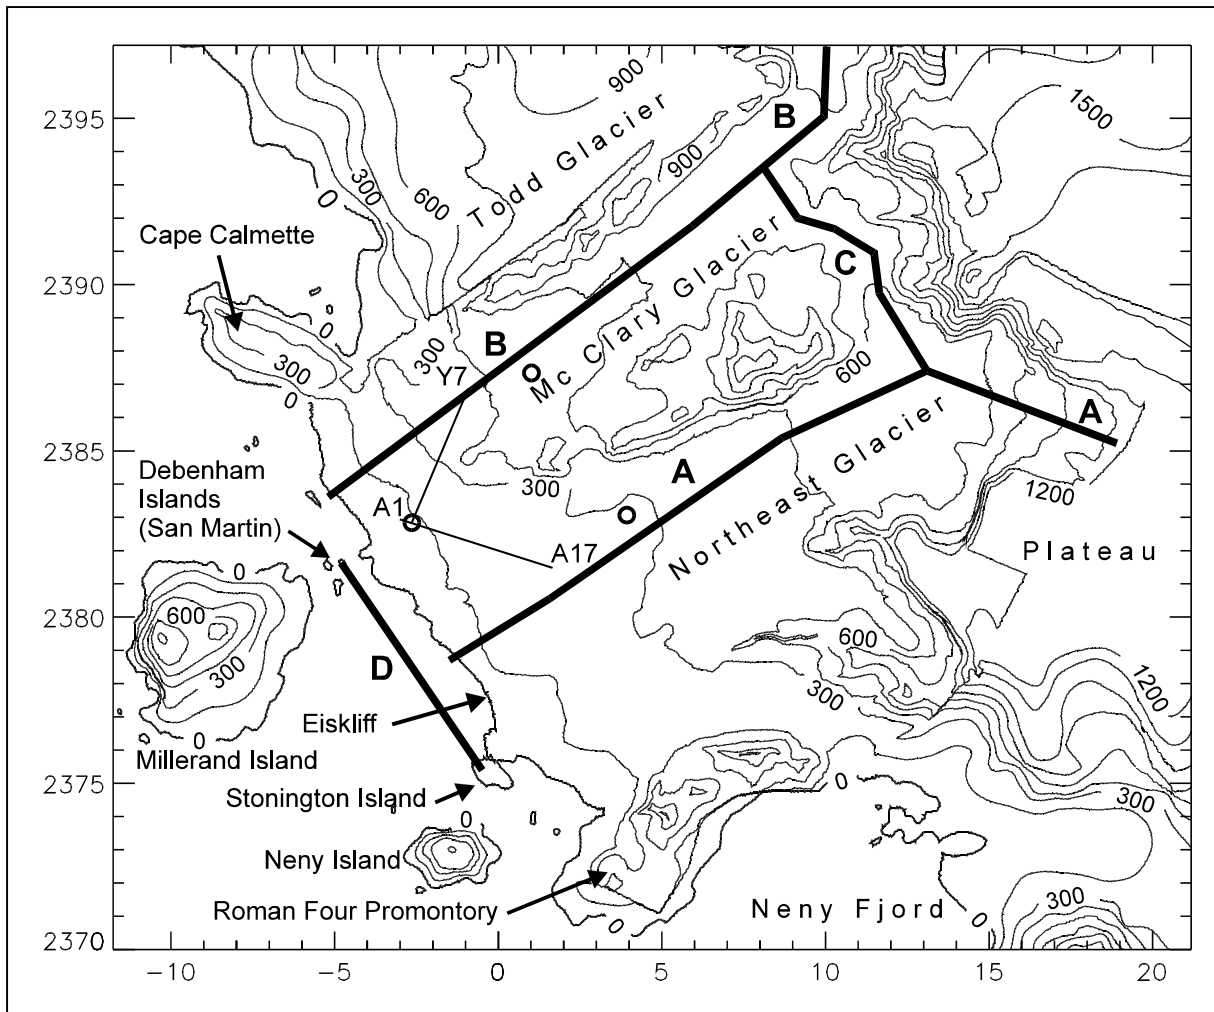 2395
2390
2385
2380
2375
2370
-10
-5
0
5
10
15
20
900
1500
B
Todd Glacier
300
600
900
0
Cape Calmette
Mc Clary Glacier
C
0
300
B
Y7
300
0
600
A
A
Debenham
Islands
(San Martin)
300
A1
A17
Northeast Glacier
1200
Plateau
0
600
300
D
600
300
1200
Eiskliff
0
Millerand Island
Stonington Island
0
300
0
Neny Island
Roman Four Promontory
0
Neny Fjord
0
300